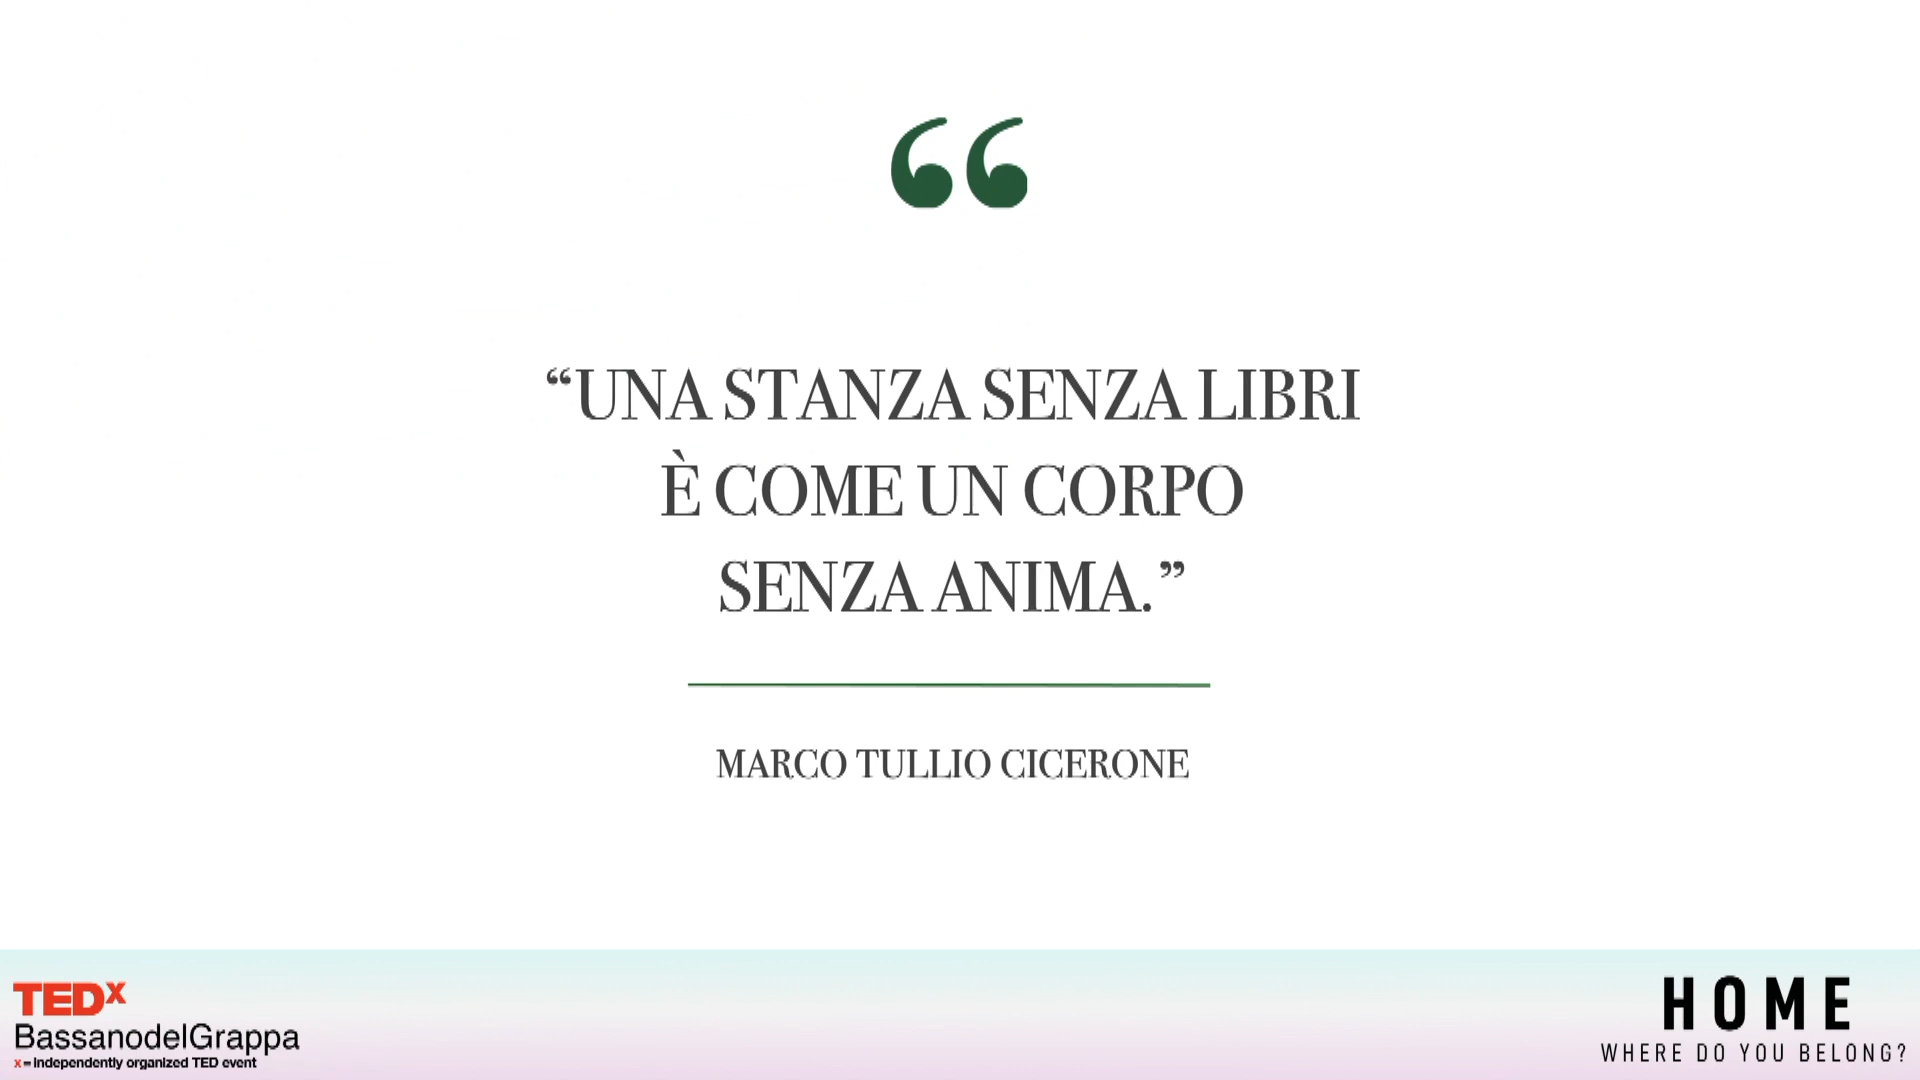 “
“UNA STANZA SENZA LIBRI
È COME UN CORPO
SENZA ANIMA.”
MARCO TULLIO CICERONE
TEDx
BassanodelGrappa
x = independently organized TED event
HOME
WHERE DO YOU BELONG?